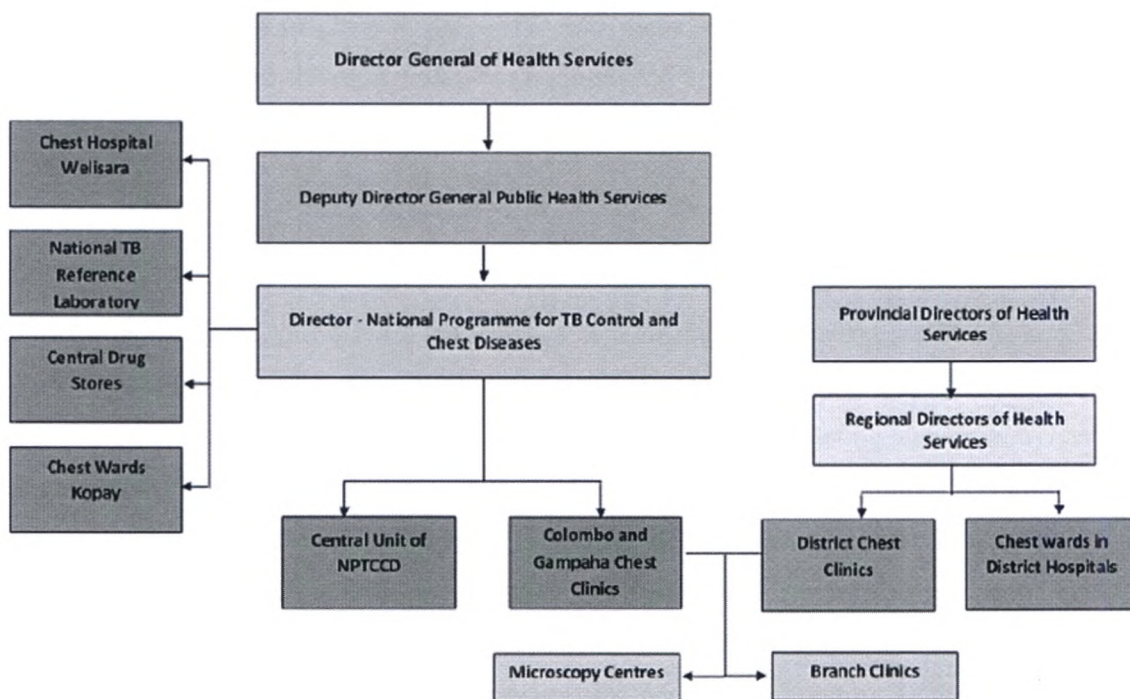 Director General of Health Services
Chest Hospital
Welisara
Deputy Director General Public Health Services
National TB
Reference
Laboratory
Director - National Programme for TB Control and
Chest Diseases
Provincial Directors of Health
Services
Central Drug
Stores
Regional Directors of Health
Services
Chest Wards
Kopay
Central Unit of
NPTCCD
Colombo and
Gampaha Chest
Clinics
District Chest
Clinics
Chest wards in
District Hospitals
Microscopy Centres
Branch Clinics